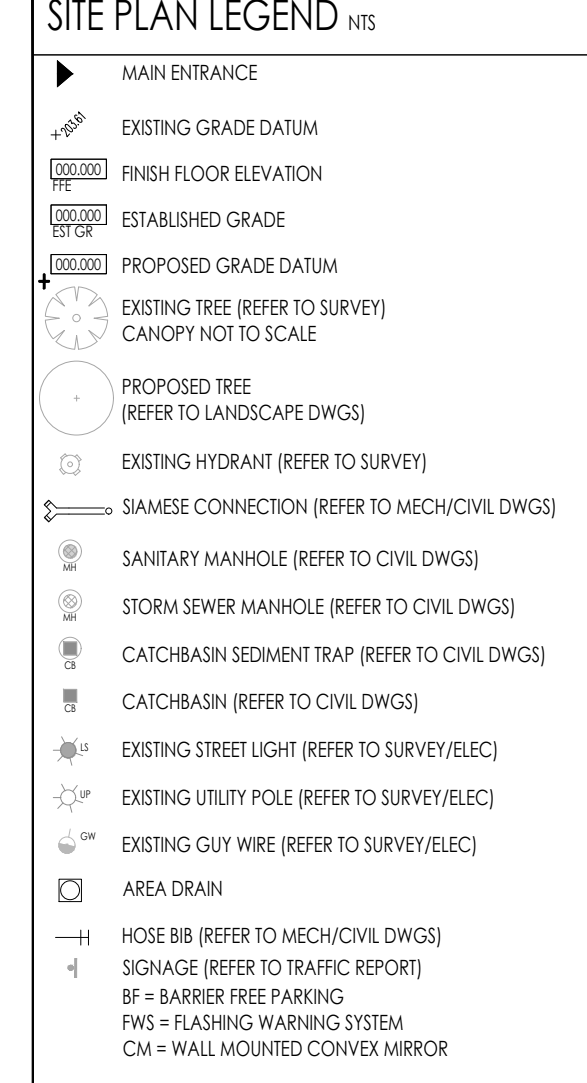 SITE PLAN LEGEND NTS
MAIN ENTRANCE
+203.61 EXISTING GRADE DATUM
000.000 FFE FINISH FLOOR ELEVATION
000.000 EST GR ESTABLISHED GRADE
000.000 PROPOSED GRADE DATUM
EXISTING TREE (REFER TO SURVEY)
CANOPY NOT TO SCALE
PROPOSED TREE
(REFER TO LANDSCAPE DWGS)
EXISTING HYDRANT (REFER TO SURVEY)
SIAMESE CONNECTION (REFER TO MECH/CIVIL DWGS)
MH SANITARY MANHOLE (REFER TO CIVIL DWGS)
MH STORM SEWER MANHOLE (REFER TO CIVIL DWGS)
CB CATCHBASIN SEDIMENT TRAP (REFER TO CIVIL DWGS)
CB CATCHBASIN (REFER TO CIVIL DWGS)
LS EXISTING STREET LIGHT (REFER TO SURVEY/ELEC)
UP EXISTING UTILITY POLE (REFER TO SURVEY/ELEC)
GW EXISTING GUY WIRE (REFER TO SURVEY/ELEC)
AREA DRAIN
HOSE BIB (REFER TO MECH/CIVIL DWGS)
SIGNAGE (REFER TO TRAFFIC REPORT)
BF = BARRIER FREE PARKING
FWS = FLASHING WARNING SYSTEM
CM = WALL MOUNTED CONVEX MIRROR